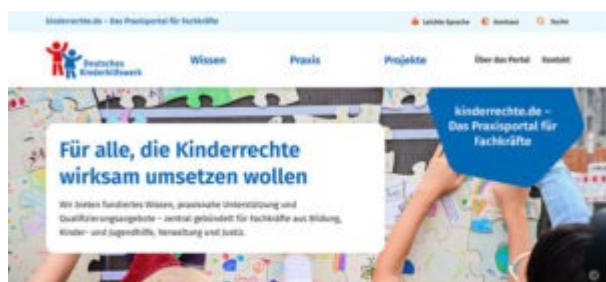 kinderrechte.de – Das Praxisportal für Fachkräfte
Leichte Sprache Kontrast Suche
Deutsches
Kinderhilfswerk
Wissen Praxis Projekte Über das Portal Kontakt
kinderrechte.de –
Das Praxisportal für
Fachkräfte
Für alle, die Kinderrechte
wirksam umsetzen wollen
Wir bieten fundiertes Wissen, praxisnahe Unterstützung und
Qualifizierungsangebote – zentral gebündelt für Fachkräfte aus Bildung,
Kinder- und Jugendhilfe, Verwaltung und Justiz.